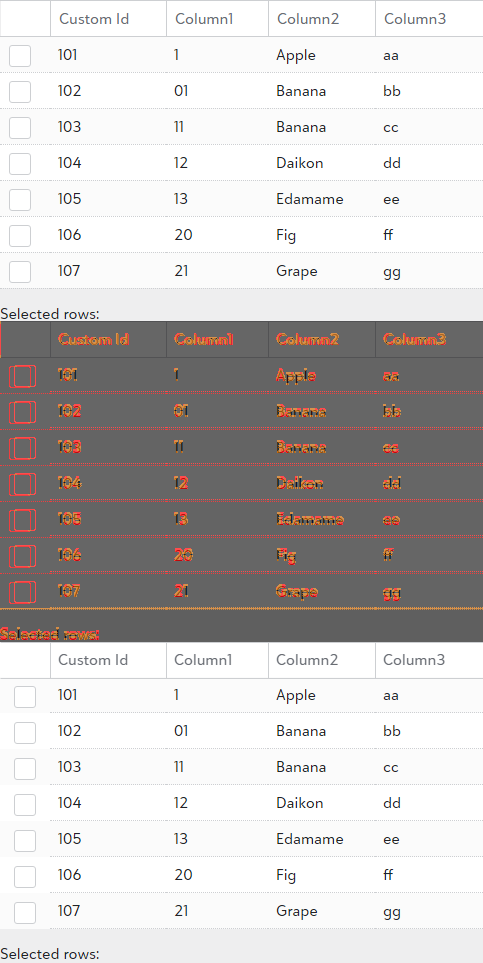 Custom Id Column1 Column2 Column3
101 1 Apple aa
102 01 Banana bb
103 11 Banana cc
104 12 Daikon dd
105 13 Edamame ee
106 20 Fig ff
107 21 Grape gg
Selected rows:
Custom Id Column1 Column2 Column3
101 1 Apple aa
102 01 Banana bb
103 11 Banana cc
104 12 Daikon dd
105 13 Edamame ee
106 20 Fig ff
107 21 Grape gg
Selected rows:
Custom Id Column1 Column2 Column3
101 1 Apple aa
102 01 Banana bb
103 11 Banana cc
104 12 Daikon dd
105 13 Edamame ee
106 20 Fig ff
107 21 Grape gg
Selected rows: